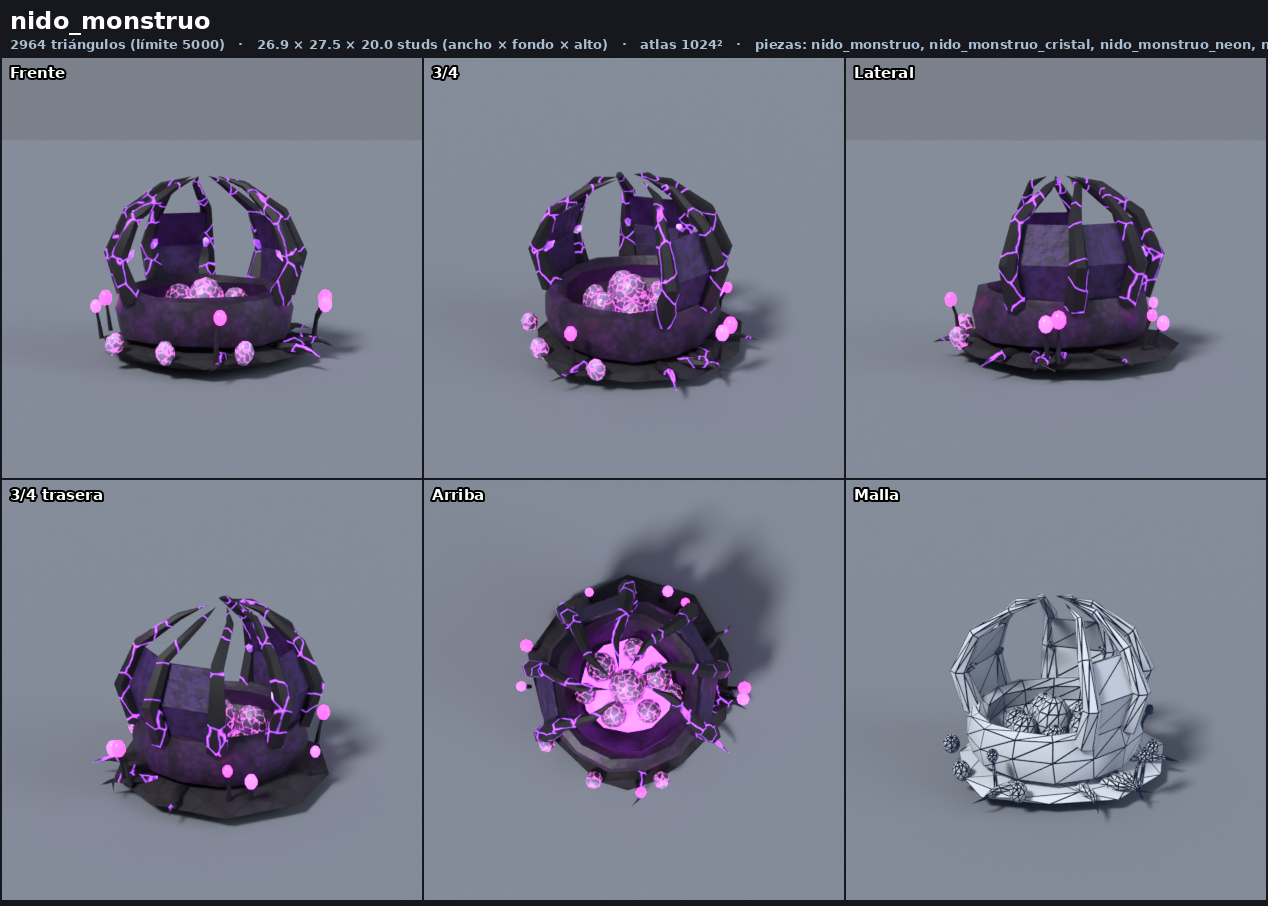 nido_monstruo
2964 triángulos (límite 5000) · 26.9 × 27.5 × 20.0 studs (ancho × fondo × alto) · atlas 1024² · piezas: nido_monstruo, nido_monstruo_cristal, nido_monstruo_neon,
Frente
3/4
Lateral
3/4 trasera
Arriba
Malla